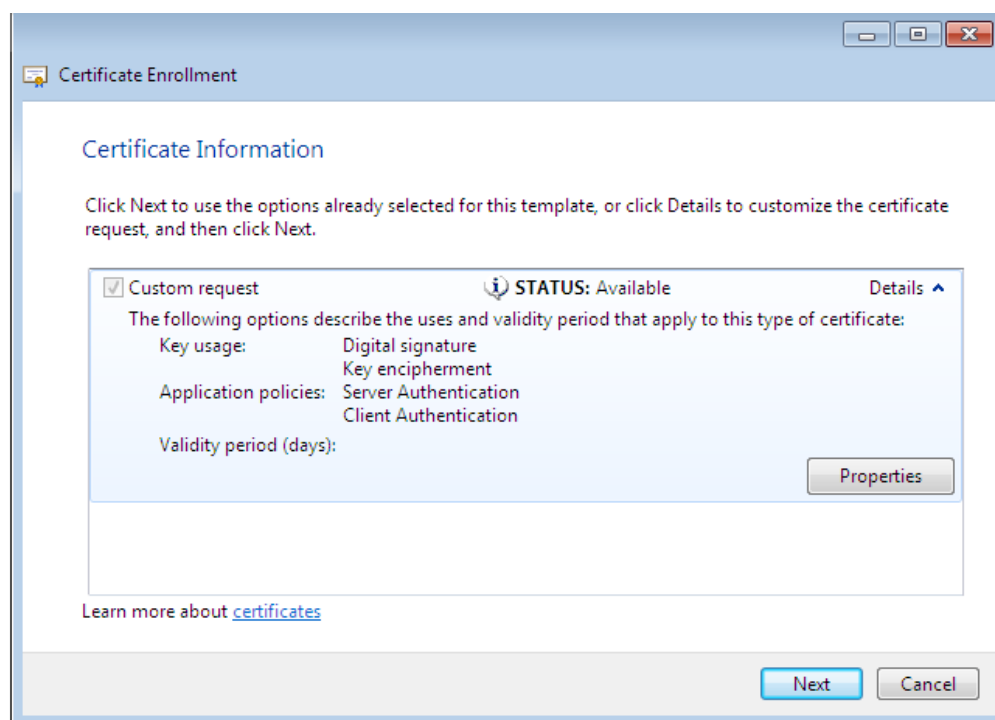 Certificate Enrollment
Certificate Information
Click Next to use the options already selected for this template, or click Details to customize the certificate
request, and then click Next.
Custom request STATUS: Available Details
The following options describe the uses and validity period that apply to this type of certificate:
Key usage: Digital signature
Key encipherment
Application policies: Server Authentication
Client Authentication
Validity period (days):
Properties
Learn more about certificates
Next Cancel